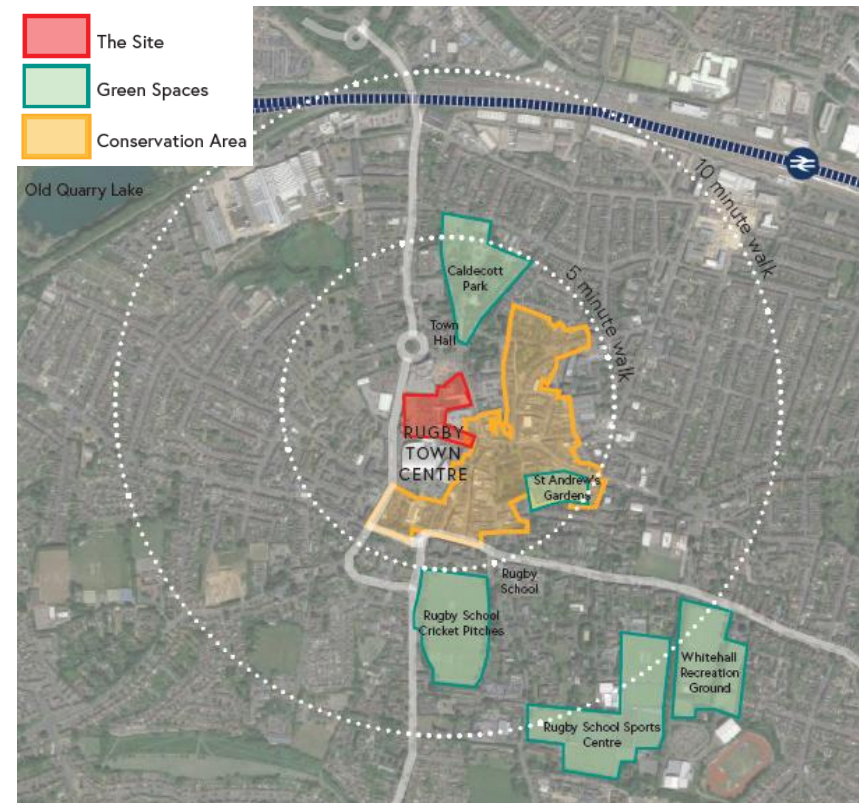 The Site
Green Spaces
Conservation Area
Old Quarry Lake
10 minute walk
5 minute walk
Caldecott
Park
Town
Hall
RUGBY
TOWN
CENTRE
St Andrew's
Gardens
Rugby
School
Rugby School
Cricket Pitches
Whitehall
Recreation
Ground
Rugby School Sports
Centre